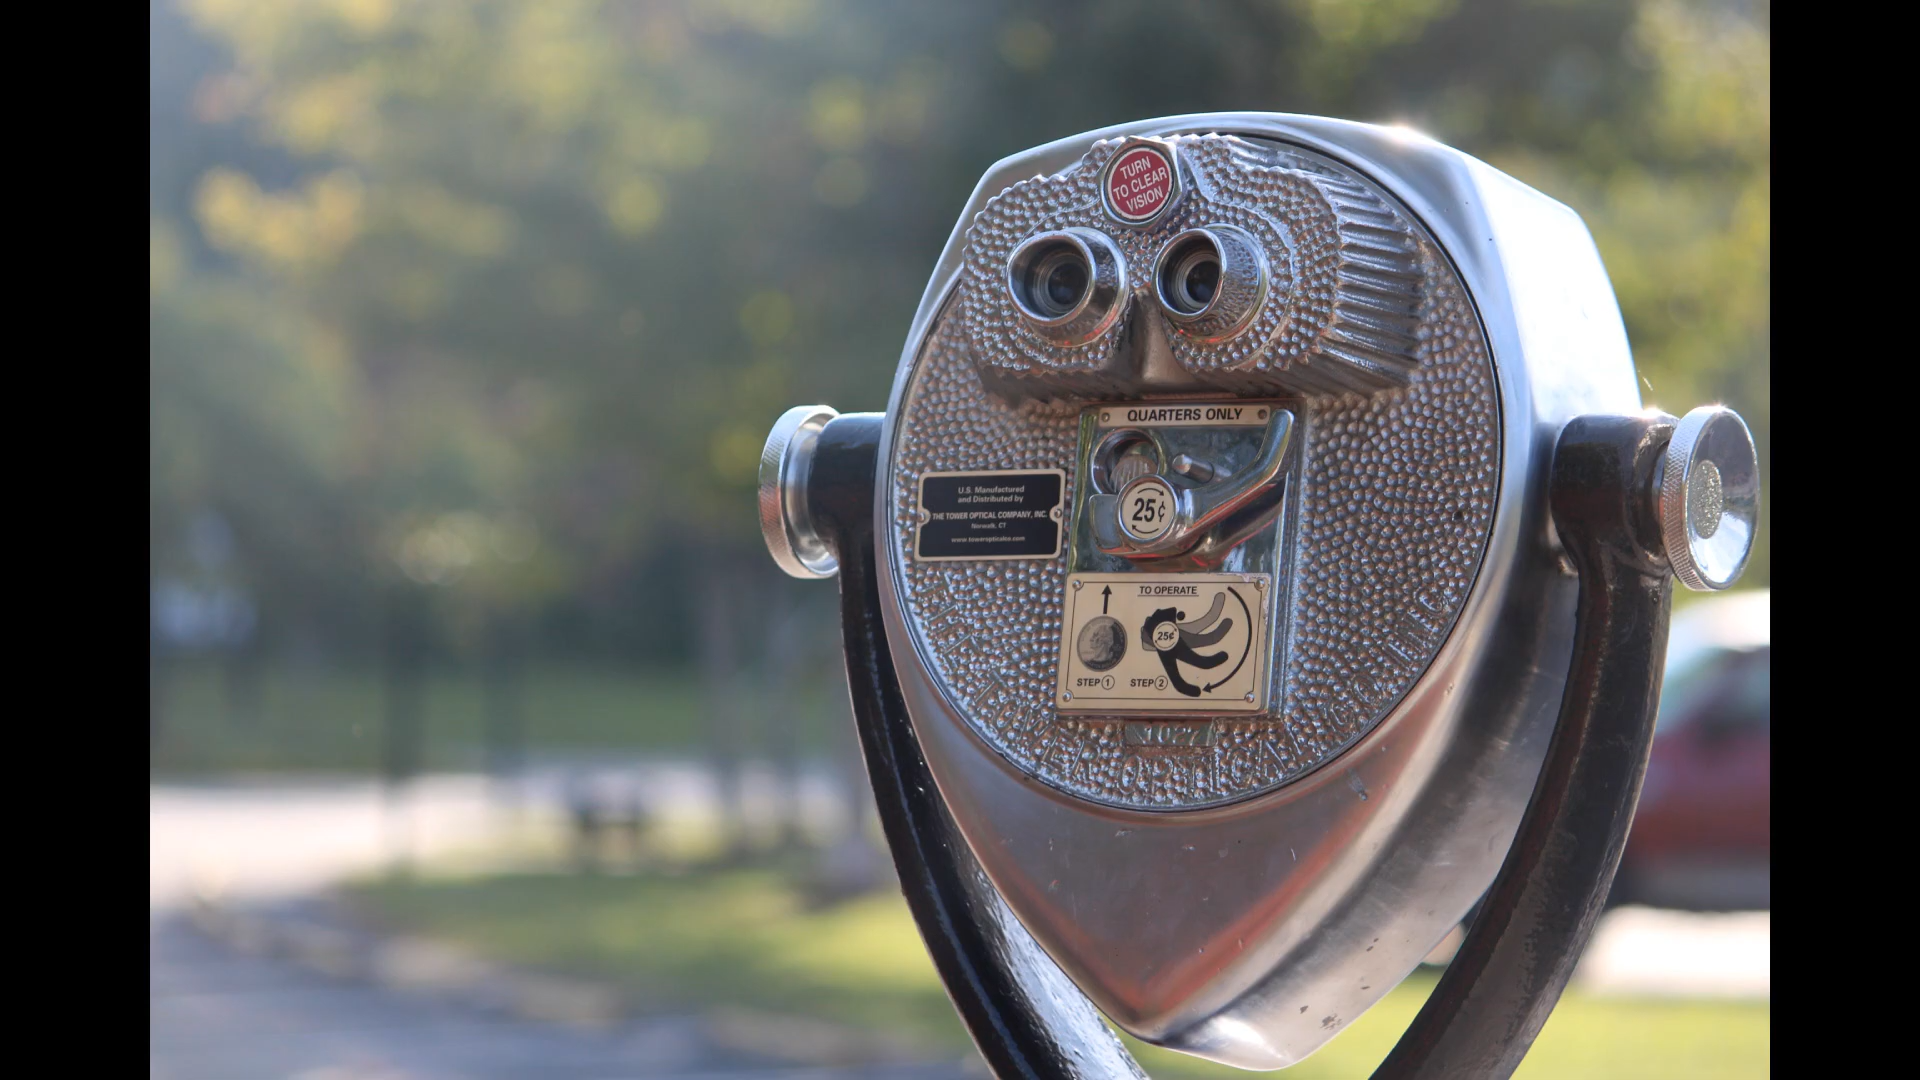 TURN
TO CLEAR
VISION
QUARTERS ONLY
25¢
U.S. Manufactured
and Distributed by
THE TOWER OPTICAL COMPANY, INC.
Norwalk, CT
www.toweropticalco.com
TO OPERATE
25¢
STEP 1 STEP 2
THE TOWER OPTICAL CO. INC.